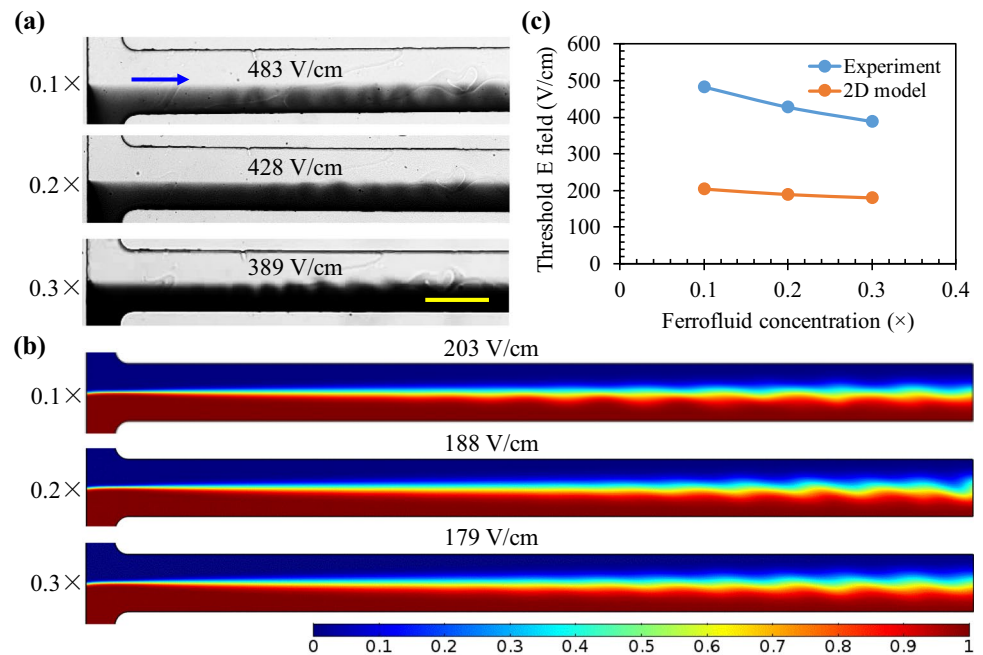 (a)
0.1×
483 V/cm
0.2×
428 V/cm
0.3×
389 V/cm
(c)
Threshold E field (V/cm)
600
500
400
300
200
100
0
Experiment
2D model
0 0.1 0.2 0.3 0.4
Ferrofluid concentration (×)
(b)
203 V/cm
0.1×
188 V/cm
0.2×
179 V/cm
0.3×
0 0.1 0.2 0.3 0.4 0.5 0.6 0.7 0.8 0.9 1